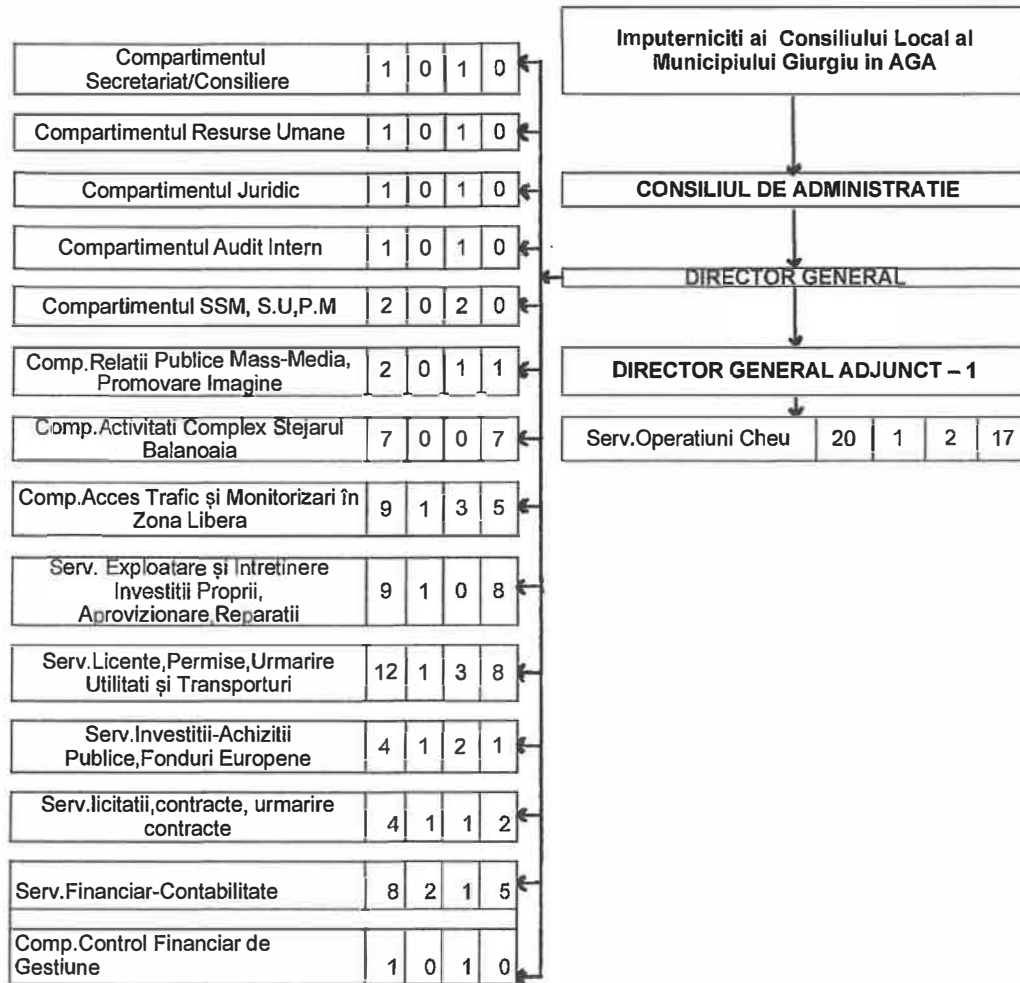 Compartimentul
Secretariat/Consiliere 1 0 1 0
Compartimentul Resurse Umane 1 0 1 0
Compartimentul Juridic 1 0 1 0
Compartimentul Audit Intern 1 0 1 0
Compartimentul SSM, S.U,P.M 2 0 2 0
Comp.Relatii Publice Mass-Media,
Promovare Imagine 2 0 1 1
Comp.Activitati Complex Stejarul
Balanoaia 7 0 0 7
Comp.Acces Trafic și Monitorizari în
Zona Libera 9 1 3 5
Serv. Exploatare și Intretinere
Investitii Proprii,
Aprovizionare,Reparatii 9 1 0 8
Serv.Licente,Permise,Urmarire
Utilitati și Transporturi 12 1 3 8
Serv.Investitii-Achizitii
Publice,Fonduri Europene 4 1 2 1
Serv.licitatii,contracte, urmarire
contracte 4 1 1 2
Serv.Financiar-Contabilitate 8 2 1 5
Comp.Control Financiar de
Gestiune 1 0 1 0
Imputerniciti ai Consiliului Local al
Municipiului Giurgiu in AGA
CONSILIUL DE ADMINISTRATIE
DIRECTOR GENERAL
DIRECTOR GENERAL ADJUNCT – 1
Serv.Operatiuni Cheu 20 1 2 17